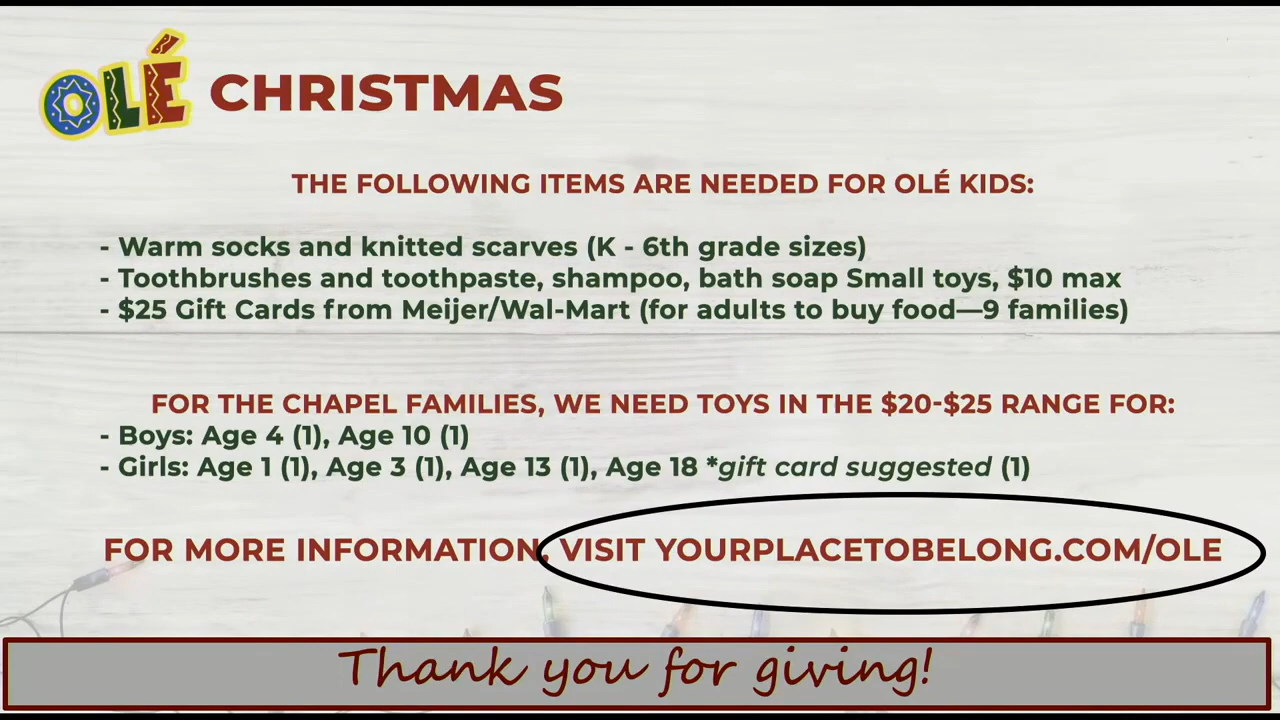 OLÉ CHRISTMAS
THE FOLLOWING ITEMS ARE NEEDED FOR OLÉ KIDS:
- Warm socks and knitted scarves (K - 6th grade sizes)
- Toothbrushes and toothpaste, shampoo, bath soap Small toys, $10 max
- $25 Gift Cards from Meijer/Wal-Mart (for adults to buy food—9 families)
FOR THE CHAPEL FAMILIES, WE NEED TOYS IN THE $20-$25 RANGE FOR:
- Boys: Age 4 (1), Age 10 (1)
- Girls: Age 1 (1), Age 3 (1), Age 13 (1), Age 18 *gift card suggested (1)
FOR MORE INFORMATION, VISIT YOURPLACETOBELONG.COM/OLE
Thank you for giving!